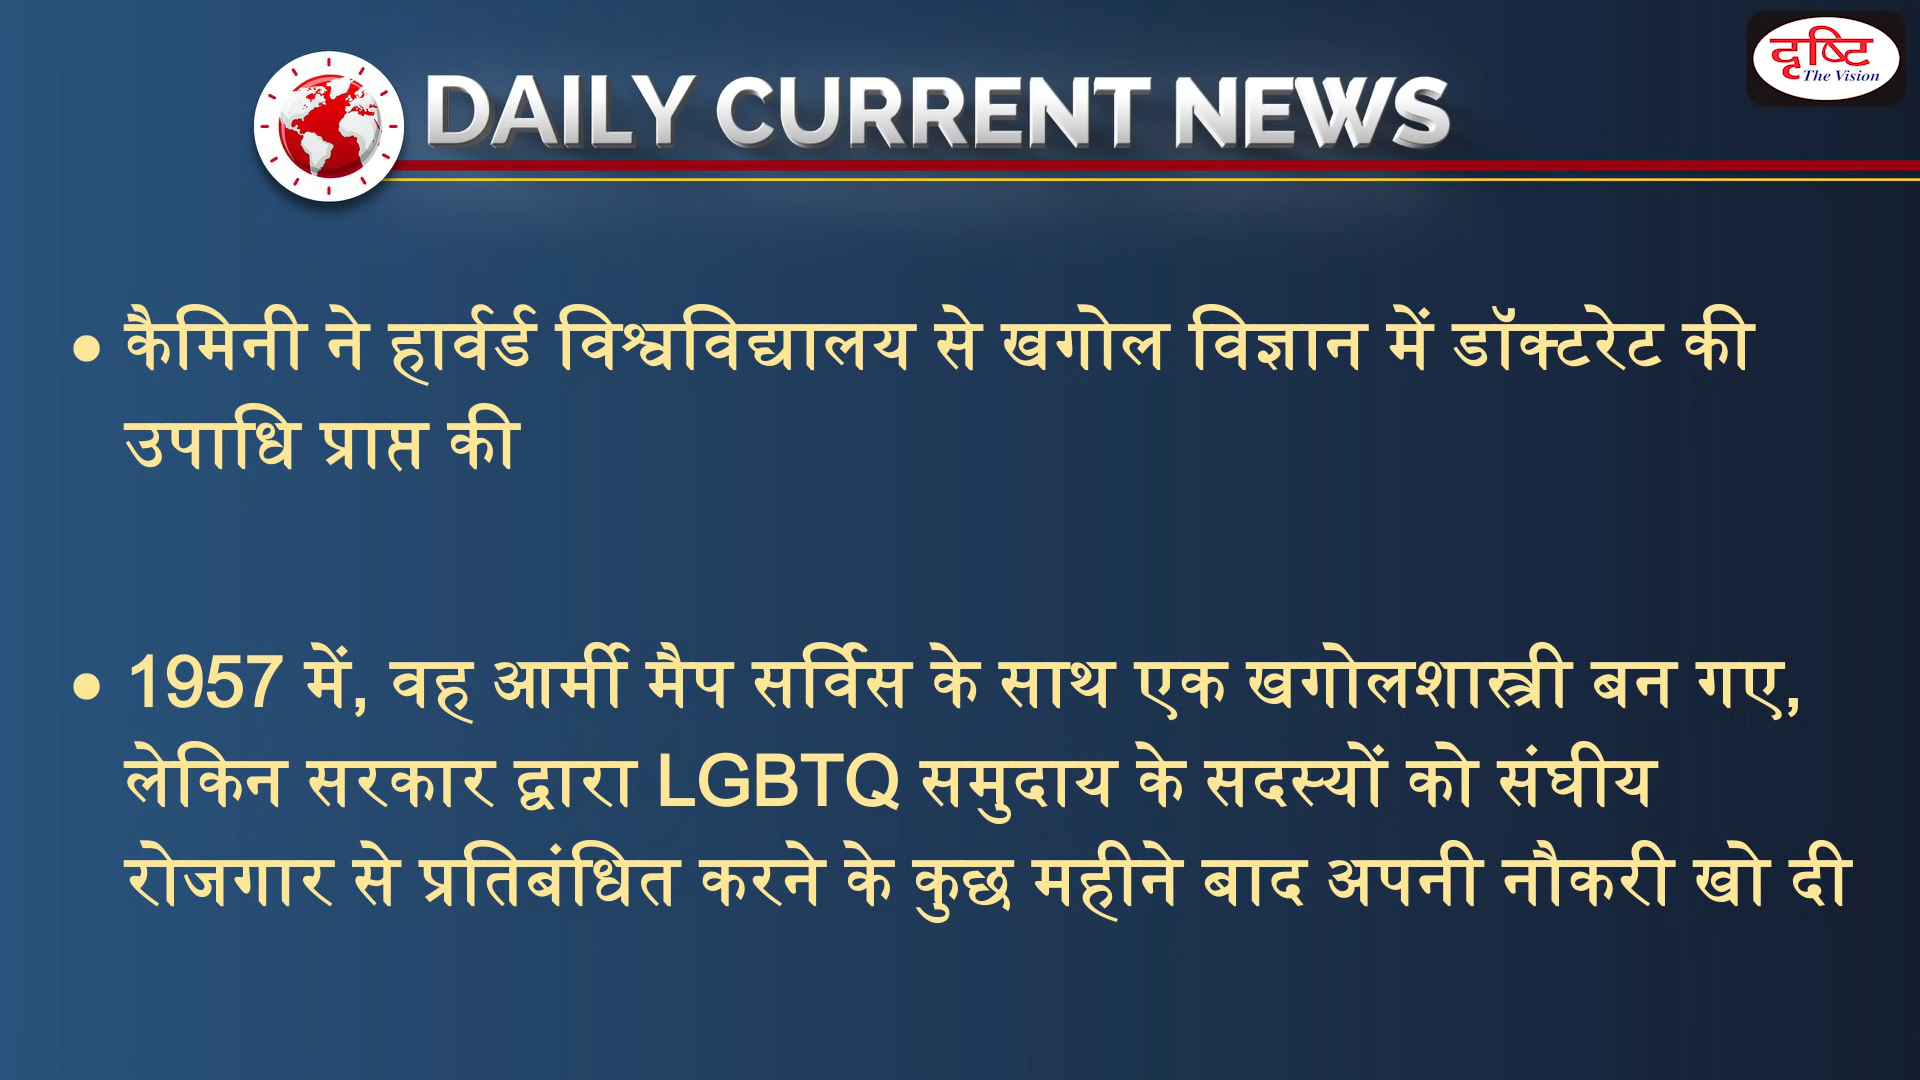 DAILY CURRENT NEWS
दृष्टि
The Vision
• कैमिनी ने हार्वर्ड विश्वविद्यालय से खगोल विज्ञान में डॉक्टरेट की
उपाधि प्राप्त की
• 1957 में, वह आर्मी मैप सर्विस के साथ एक खगोलशास्त्री बन गए,
लेकिन सरकार द्वारा LGBTQ समुदाय के सदस्यों को संघीय
रोजगार से प्रतिबंधित करने के कुछ महीने बाद अपनी नौकरी खो दी